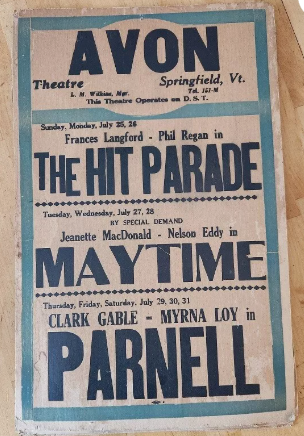 AVON
Theatre Springfield, Vt.
L. M. Wilkins, Mgr. Tel. 151-M
This Theatre Operates on D. S. T.
Sunday, Monday, July 25, 26
Frances Langford - Phil Regan in
THE HIT PARADE
Tuesday, Wednesday, July 27, 28
BY SPECIAL DEMAND
Jeanette MacDonald - Nelson Eddy in
MAYTIME
Thursday, Friday, Saturday, July 29, 30, 31
CLARK GABLE - MYRNA LOY in
PARNELL